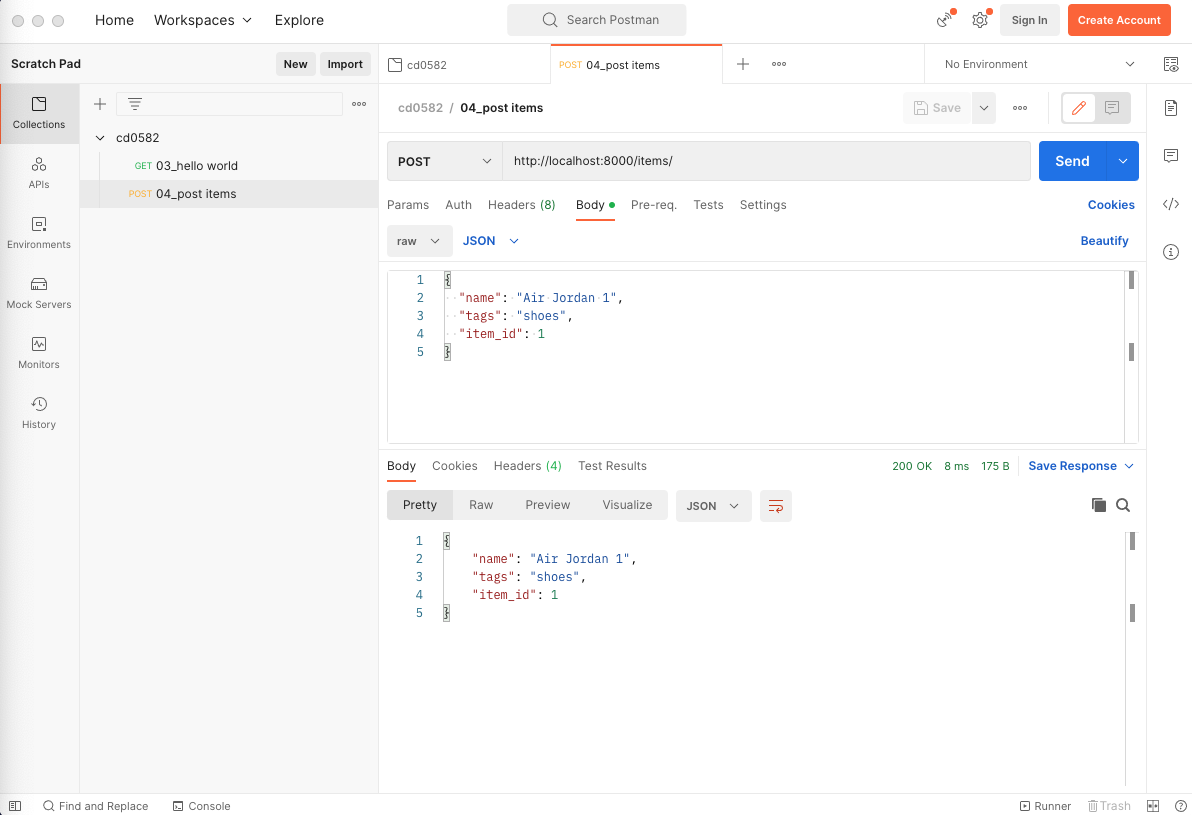 Home Workspaces Explore Search Postman Sign In Create Account
Scratch Pad New Import cd0582 POST 04_post items No Environment
Collections
APIs
Environments
Mock Servers
Monitors
History
cd0582
GET 03_hello world
POST 04_post items
cd0582 / 04_post items Save
POST http://localhost:8000/items/ Send
Params Auth Headers (8) Body Pre-req. Tests Settings Cookies
raw JSON Beautify
1 {
2 "name": "Air Jordan 1",
3 "tags": "shoes",
4 "item_id": 1
5 }
Body Cookies Headers (4) Test Results 200 OK 8 ms 175 B Save Response
Pretty Raw Preview Visualize JSON
1 {
2 "name": "Air Jordan 1",
3 "tags": "shoes",
4 "item_id": 1
5 }
Find and Replace Console Runner Trash